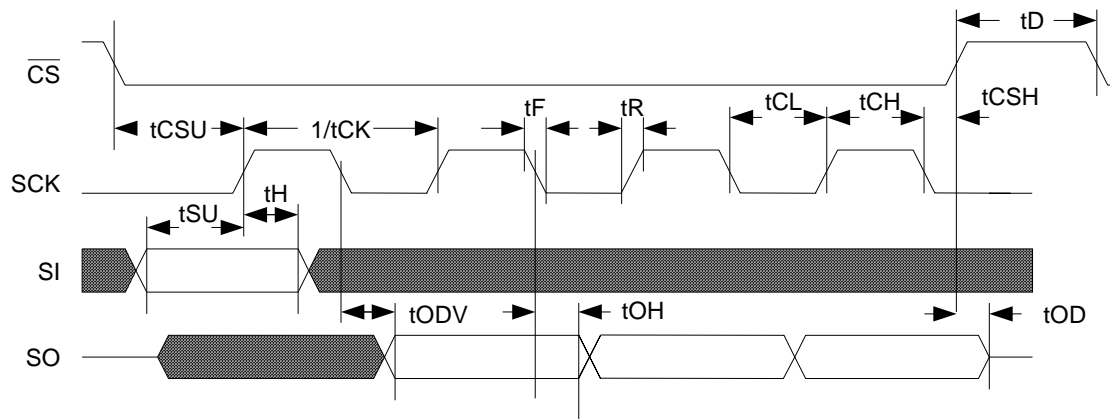 tD
CS
tF
tR
tCL
tCH
tCSH
tCSU
1/tCK
SCK
tH
tSU
SI
tODV
tOH
tOD
SO